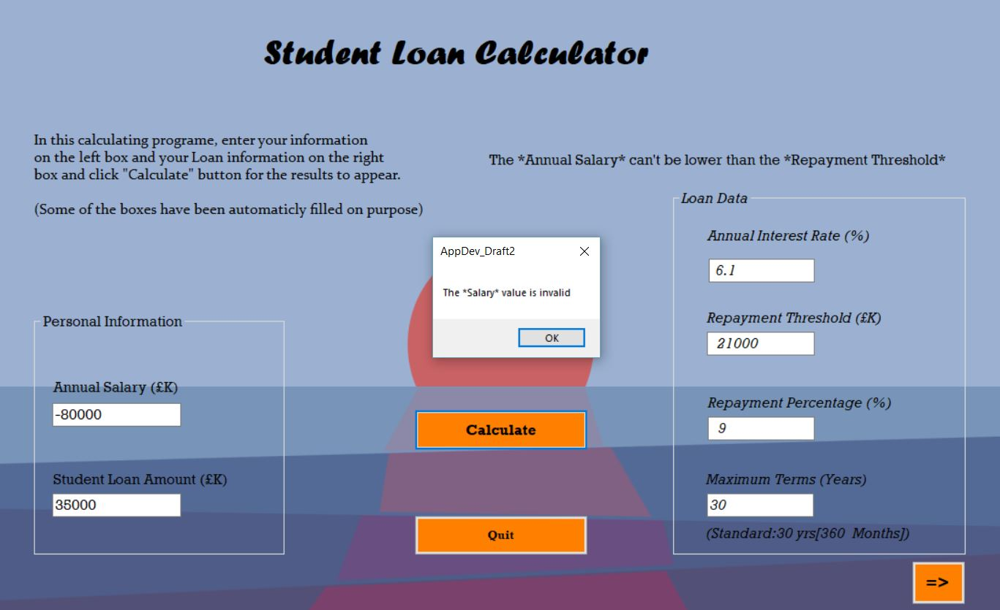 Student Loan Calculator
In this calculating programe, enter your information
on the left box and your Loan information on the right
box and click "Calculate" button for the results to appear.
(Some of the boxes have been automaticly filled on purpose)
The *Annual Salary* can't be lower than the *Repayment Threshold*
Personal Information
Annual Salary (£K)
-80000
Student Loan Amount (£K)
35000
AppDev_Draft2
The *Salary* value is invalid
OK
Calculate
Quit
Loan Data
Annual Interest Rate (%)
6.1
Repayment Threshold (£K)
21000
Repayment Percentage (%)
9
Maximum Terms (Years)
30
(Standard:30 yrs[360 Months])
=>